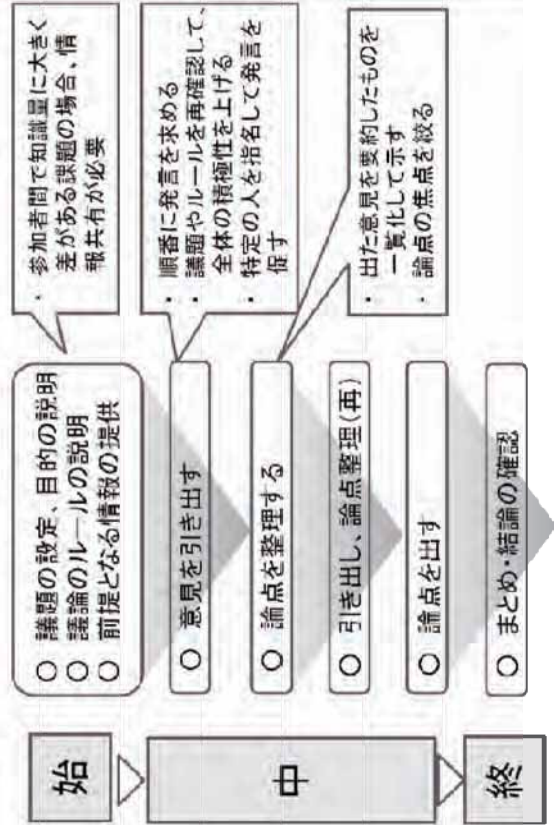 始
○ 議題の設定、目的の説明
○ 議論のルールの説明
○ 前提となる情報の提供
・ 参加者間で知識量に大きく
差がある課題の場合、情
報共有が必要
中
○ 意見を引き出す
・ 順番に発言を求める
・ 議題やルールを再確認して、
全体の積極性を上げる
・ 特定の人を指名して発言を
促す
○ 論点を整理する
・ 出た意見を要約したものを
一覧化して示す
・ 論点の焦点を絞る
○ 引き出し、論点整理(再)
○ 論点を出す
終
○ まとめ・結論の確認